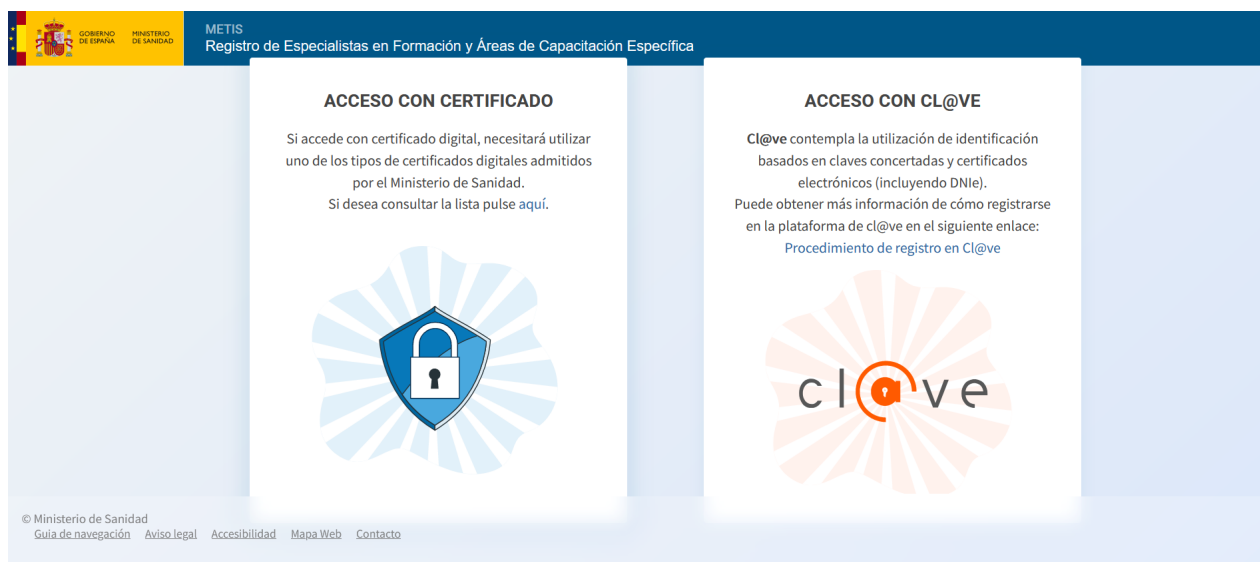 GOBIERNO
DE ESPAÑA
MINISTERIO
DE SANIDAD
METIS
Registro de Especialistas en Formación y Áreas de Capacitación Específica
ACCESO CON CERTIFICADO
Si accede con certificado digital, necesitará utilizar
uno de los tipos de certificados digitales admitidos
por el Ministerio de Sanidad.
Si desea consultar la lista pulse aquí.
ACCESO CON CL@VE
Cl@ve contempla la utilización de identificación
basados en claves concertadas y certificados
electrónicos (incluyendo DNIe).
Puede obtener más información de cómo registrarse
en la plataforma de cl@ve en el siguiente enlace:
Procedimiento de registro en Cl@ve
cl@ve
© Ministerio de Sanidad
Guia de navegación Aviso legal Accesibilidad Mapa Web Contacto